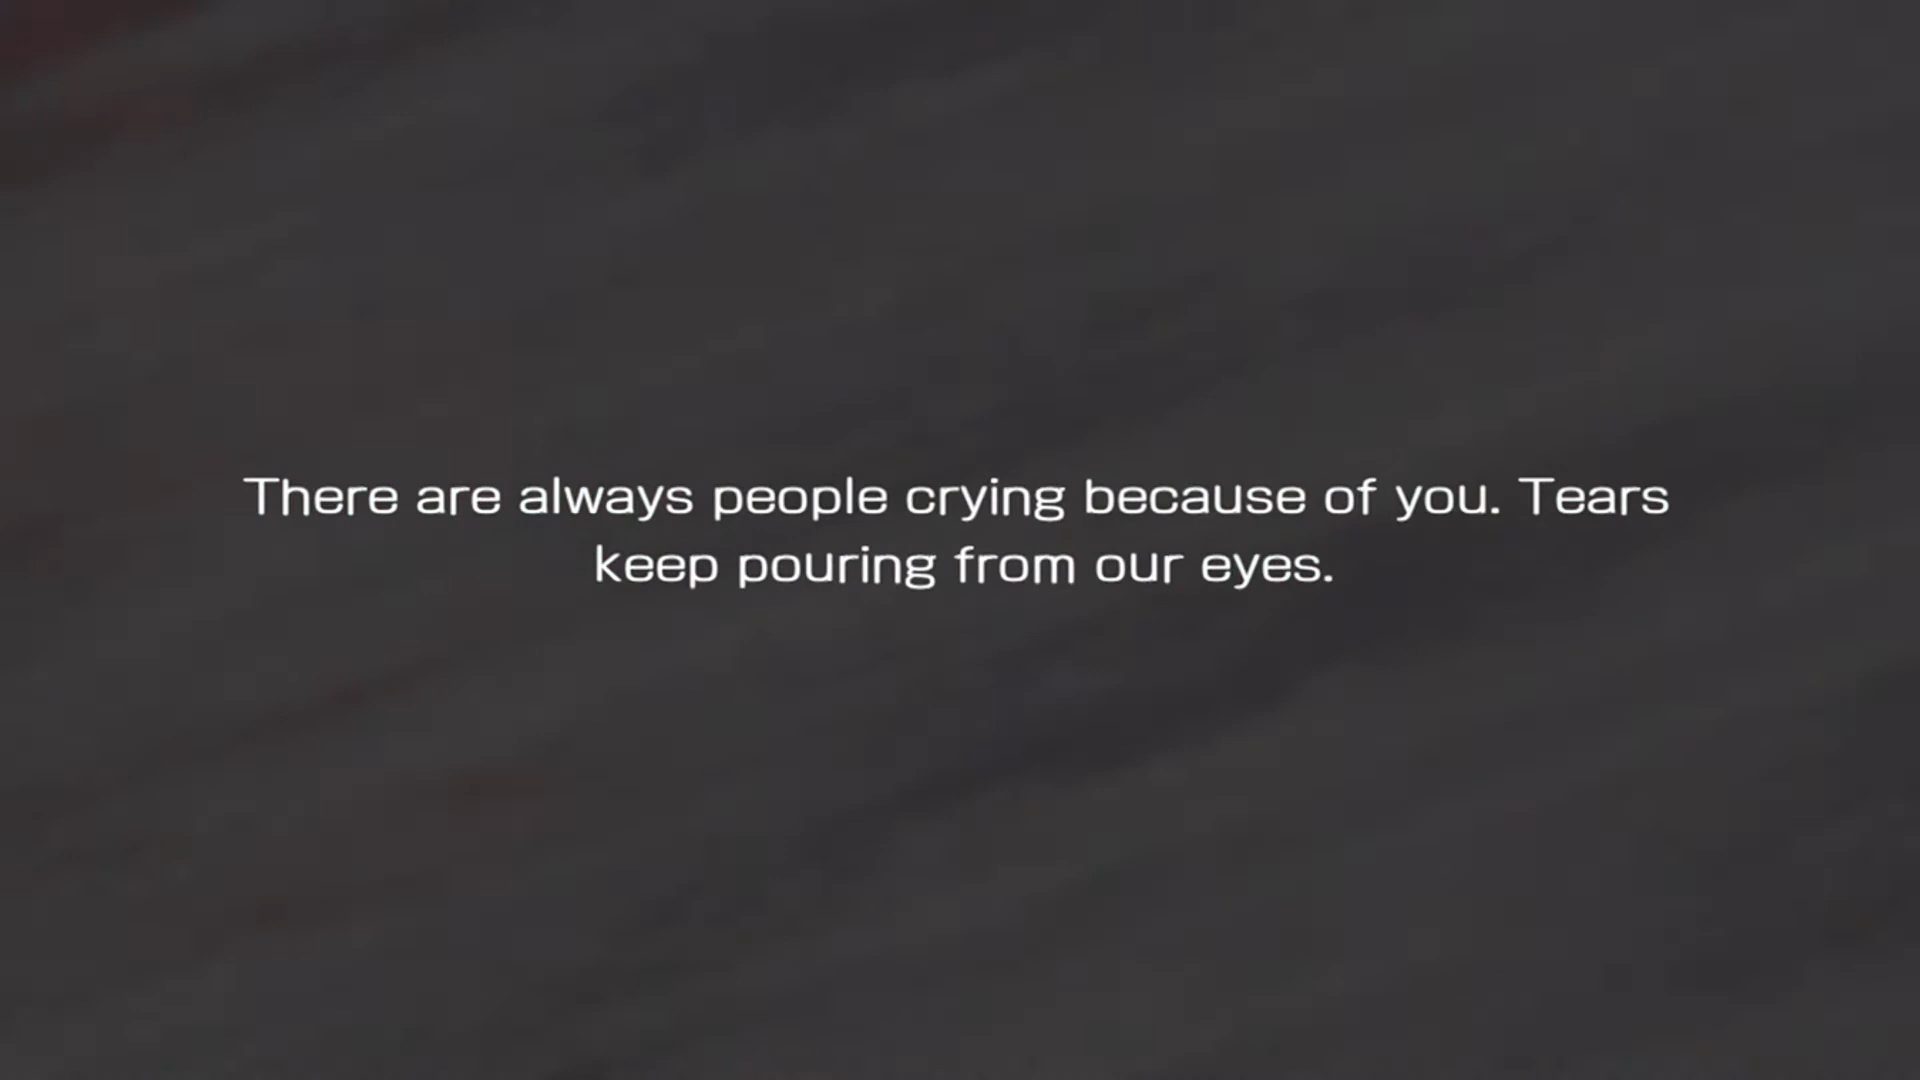 There are always people crying because of you. Tears
keep pouring from our eyes.